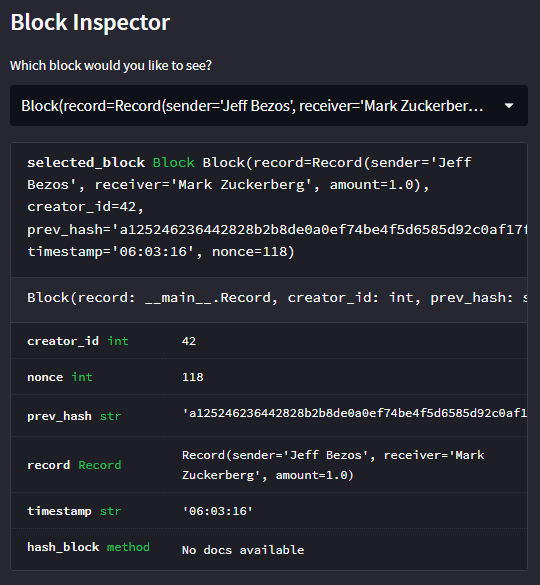 Block Inspector
Which block would you like to see?
Block(record=Record(sender='Jeff Bezos', receiver='Mark Zuckerber...
selected_block Block Block(record=Record(sender='Jeff
Bezos', receiver='Mark Zuckerberg', amount=1.0),
creator_id=42,
prev_hash='a125246236442828b2b8de0a0ef74be4f5d6585d92c0af17f
timestamp='06:03:16', nonce=118)
Block(record: __main__.Record, creator_id: int, prev_hash: s
creator_id int 42
nonce int 118
prev_hash str 'a125246236442828b2b8de0a0ef74be4f5d6585d92c0af1
record Record Record(sender='Jeff Bezos', receiver='Mark
Zuckerberg', amount=1.0)
timestamp str '06:03:16'
hash_block method No docs available